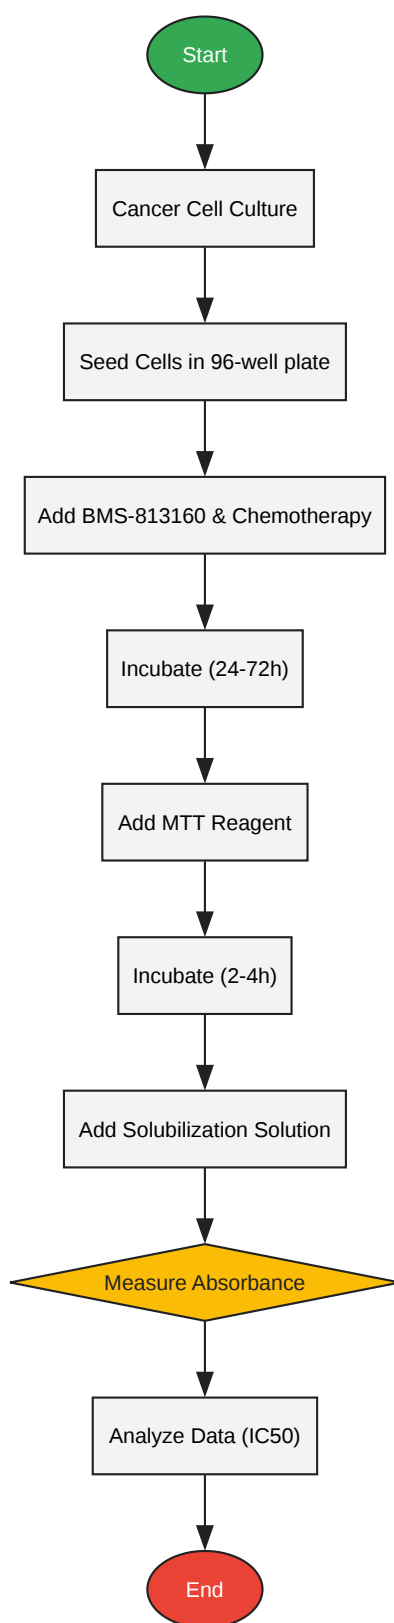 Start
Cancer Cell Culture
Seed Cells in 96-well plate
Add BMS-813160 & Chemotherapy
Incubate (24-72h)
Add MTT Reagent
Incubate (2-4h)
Add Solubilization Solution
Measure Absorbance
Analyze Data (IC50)
End